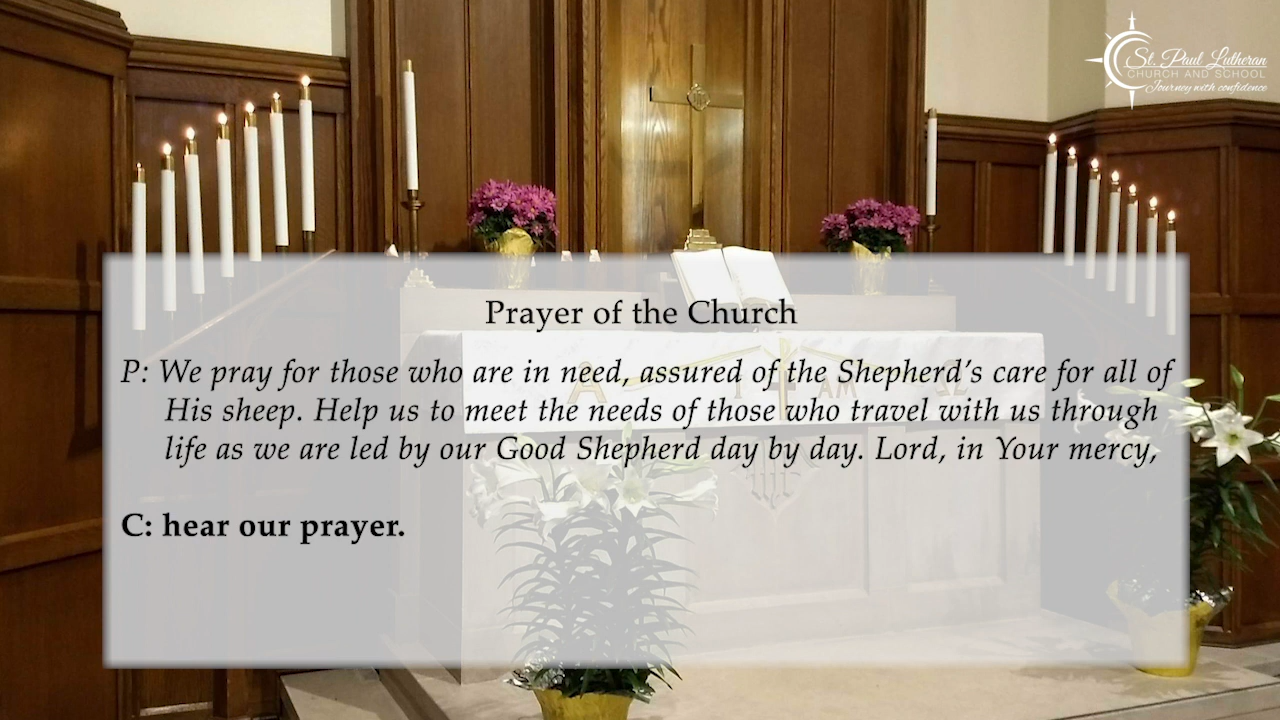 St. Paul Lutheran
CHURCH AND SCHOOL
Journey with confidence
Prayer of the Church
P: We pray for those who are in need, assured of the Shepherd’s care for all of
His sheep. Help us to meet the needs of those who travel with us through
life as we are led by our Good Shepherd day by day. Lord, in Your mercy,
C: hear our prayer.
A I AM Ω